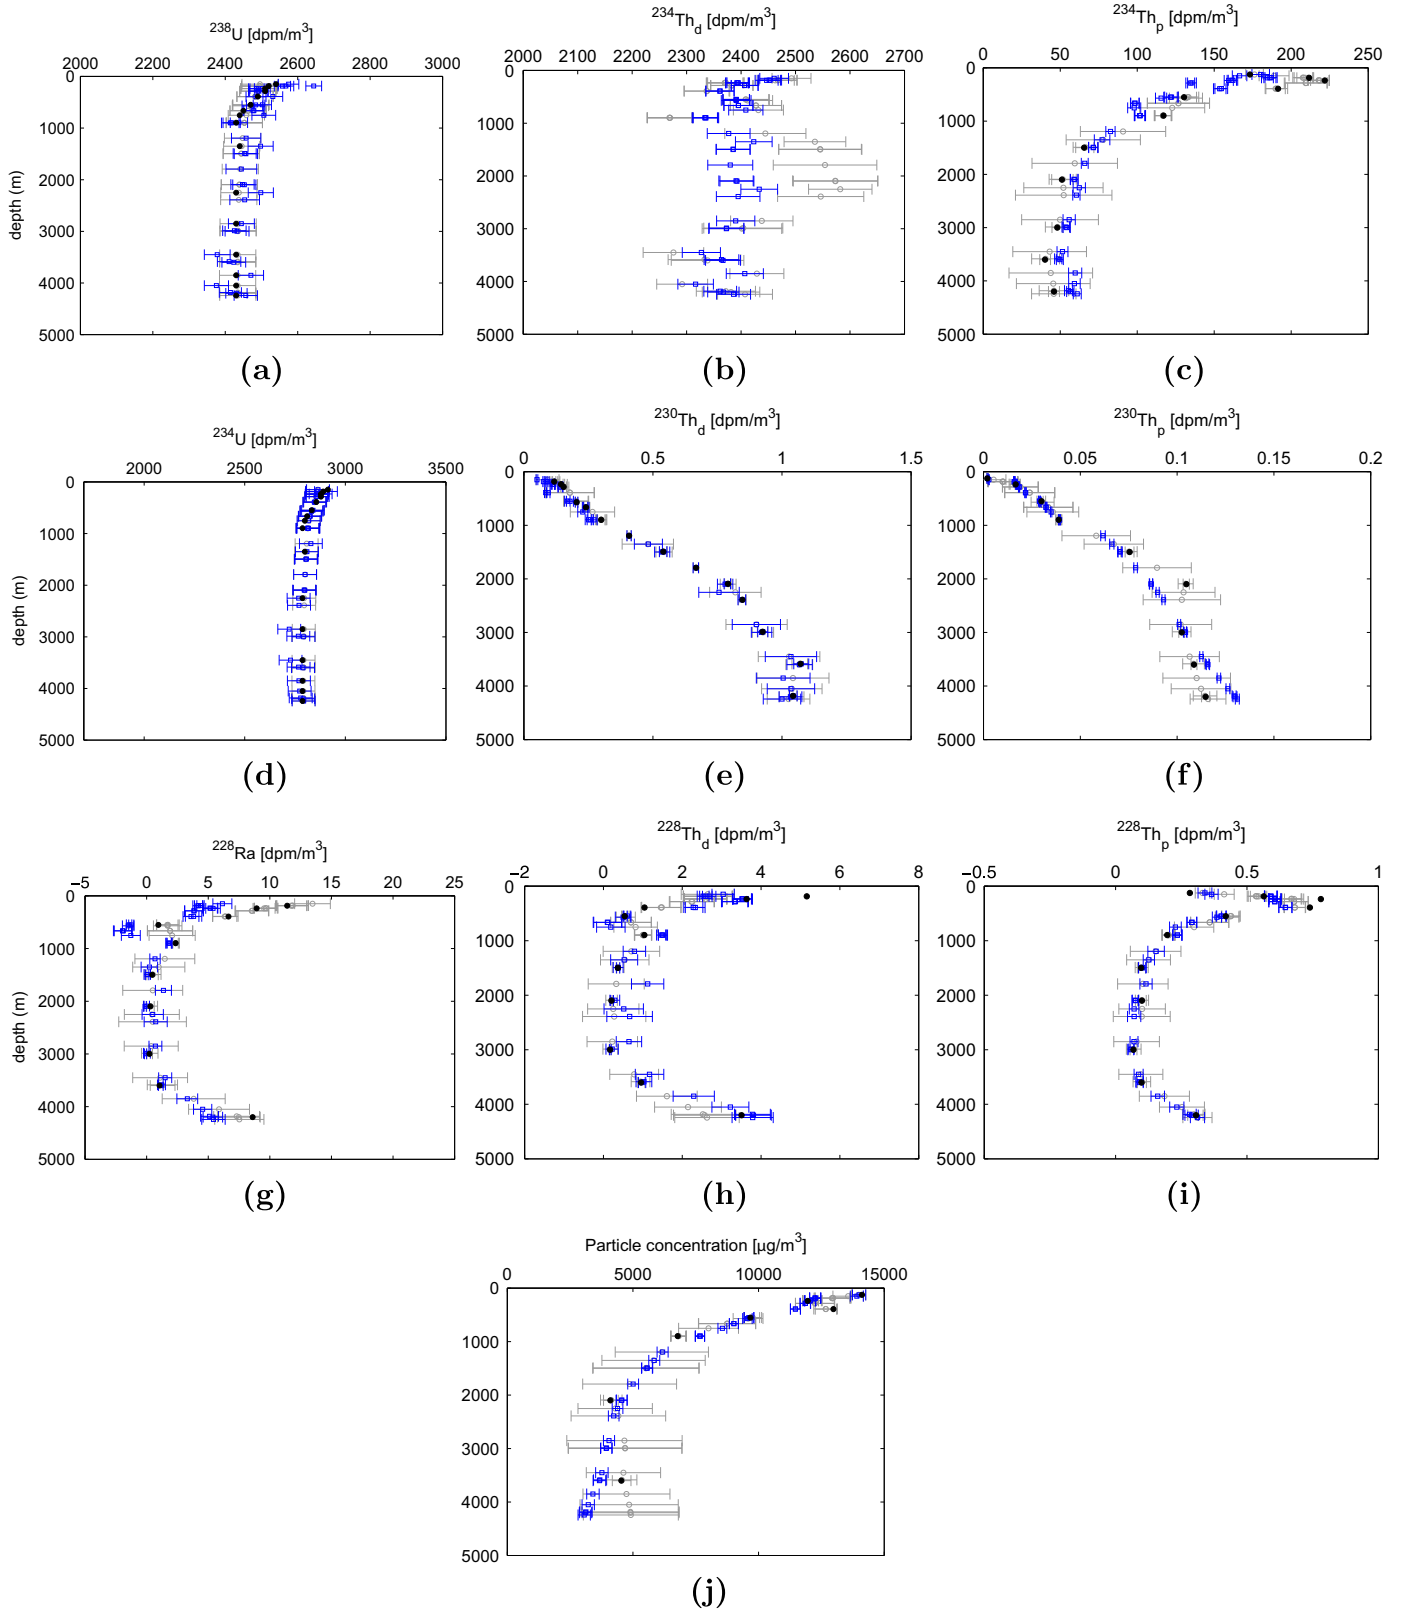 ²³⁸U [dpm/m³]
2000 2200 2400 2600 2800 3000
0
1000
2000
3000
4000
5000
depth (m)
(a)
²³⁴Th_d [dpm/m³]
2000 2100 2200 2300 2400 2500 2600 2700
0
1000
2000
3000
4000
5000
(b)
²³⁴Th_p [dpm/m³]
0 50 100 150 200 250
0
1000
2000
3000
4000
5000
(c)
²³⁴U [dpm/m³]
2000 2500 3000 3500
0
1000
2000
3000
4000
5000
depth (m)
(d)
²³⁰Th_d [dpm/m³]
0 0.5 1 1.5
0
1000
2000
3000
4000
5000
(e)
²³⁰Th_p [dpm/m³]
0 0.05 0.1 0.15 0.2
0
1000
2000
3000
4000
5000
(f)
²²⁸Ra [dpm/m³]
−5 0 5 10 15 20 25
0
1000
2000
3000
4000
5000
depth (m)
(g)
²²⁸Th_d [dpm/m³]
−2 0 2 4 6 8
0
1000
2000
3000
4000
5000
(h)
²²⁸Th_p [dpm/m³]
−0.5 0 0.5 1
0
1000
2000
3000
4000
5000
(i)
Particle concentration [µg/m³]
0 5000 10000 15000
0
1000
2000
3000
4000
5000
(j)